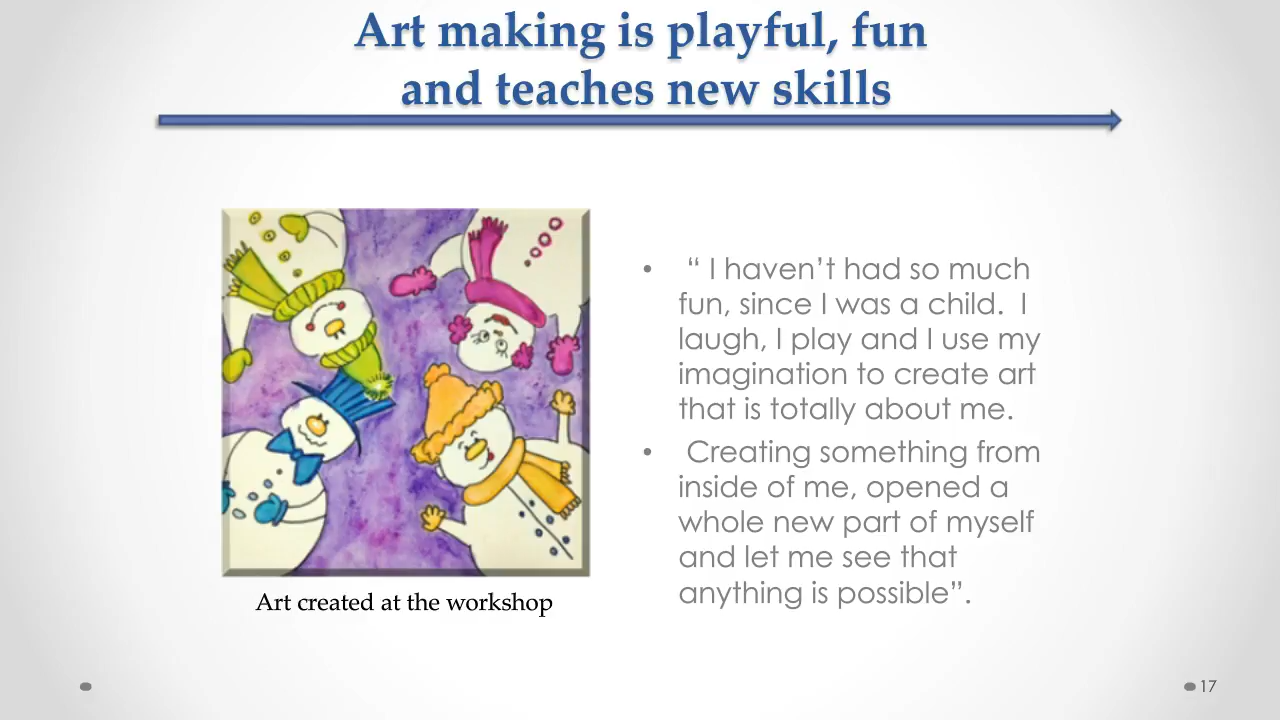 Art making is playful, fun
and teaches new skills
• “ I haven’t had so much
fun, since I was a child.  I
laugh, I play and I use my
imagination to create art
that is totally about me.
• Creating something from
inside of me, opened a
whole new part of myself
and let me see that
anything is possible”.
Art created at the workshop
17